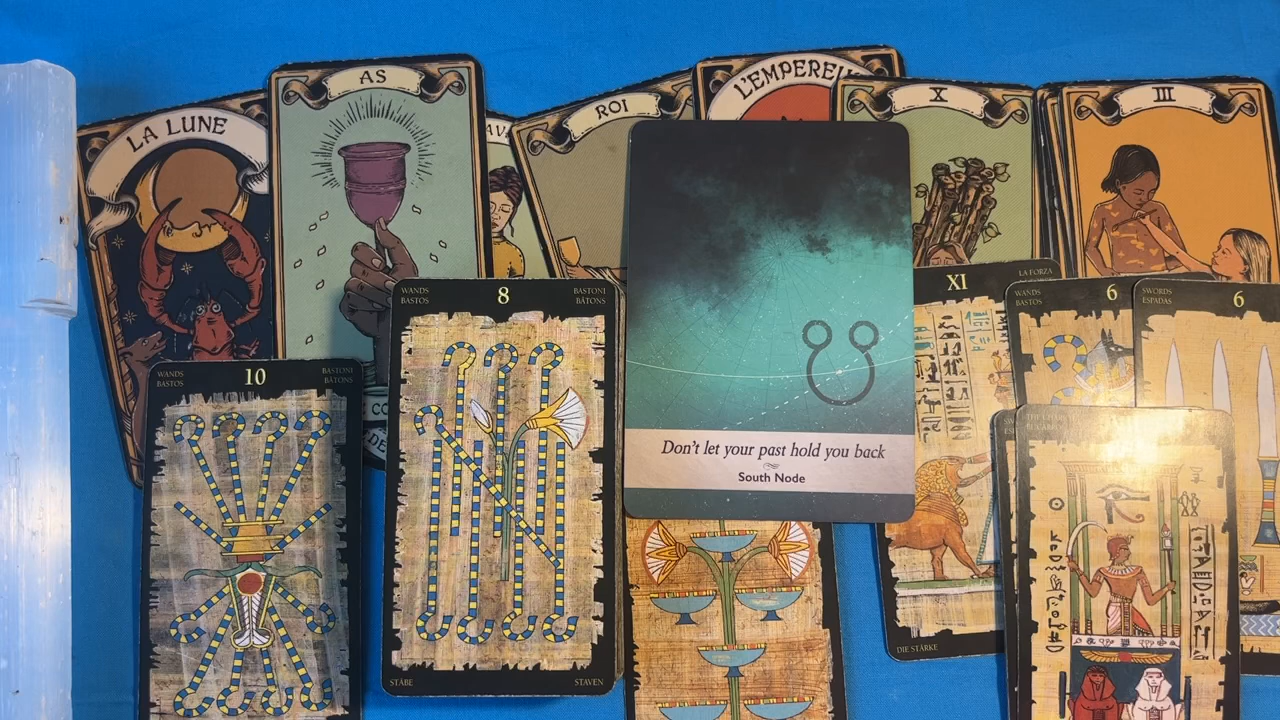 LA LUNE
AS
ROI
L'EMPEREU
X
III
WANDS
BASTOS
10
BASTONI
BÂTONS
WANDS
BASTOS
8
BASTONI
BÂTONS
STÄBE
STAVEN
Don't let your past hold you back
South Node
XI
LA FORZA
DIE STÄRKE
WANDS
BASTOS
6
SWORDS
ESPADAS
6